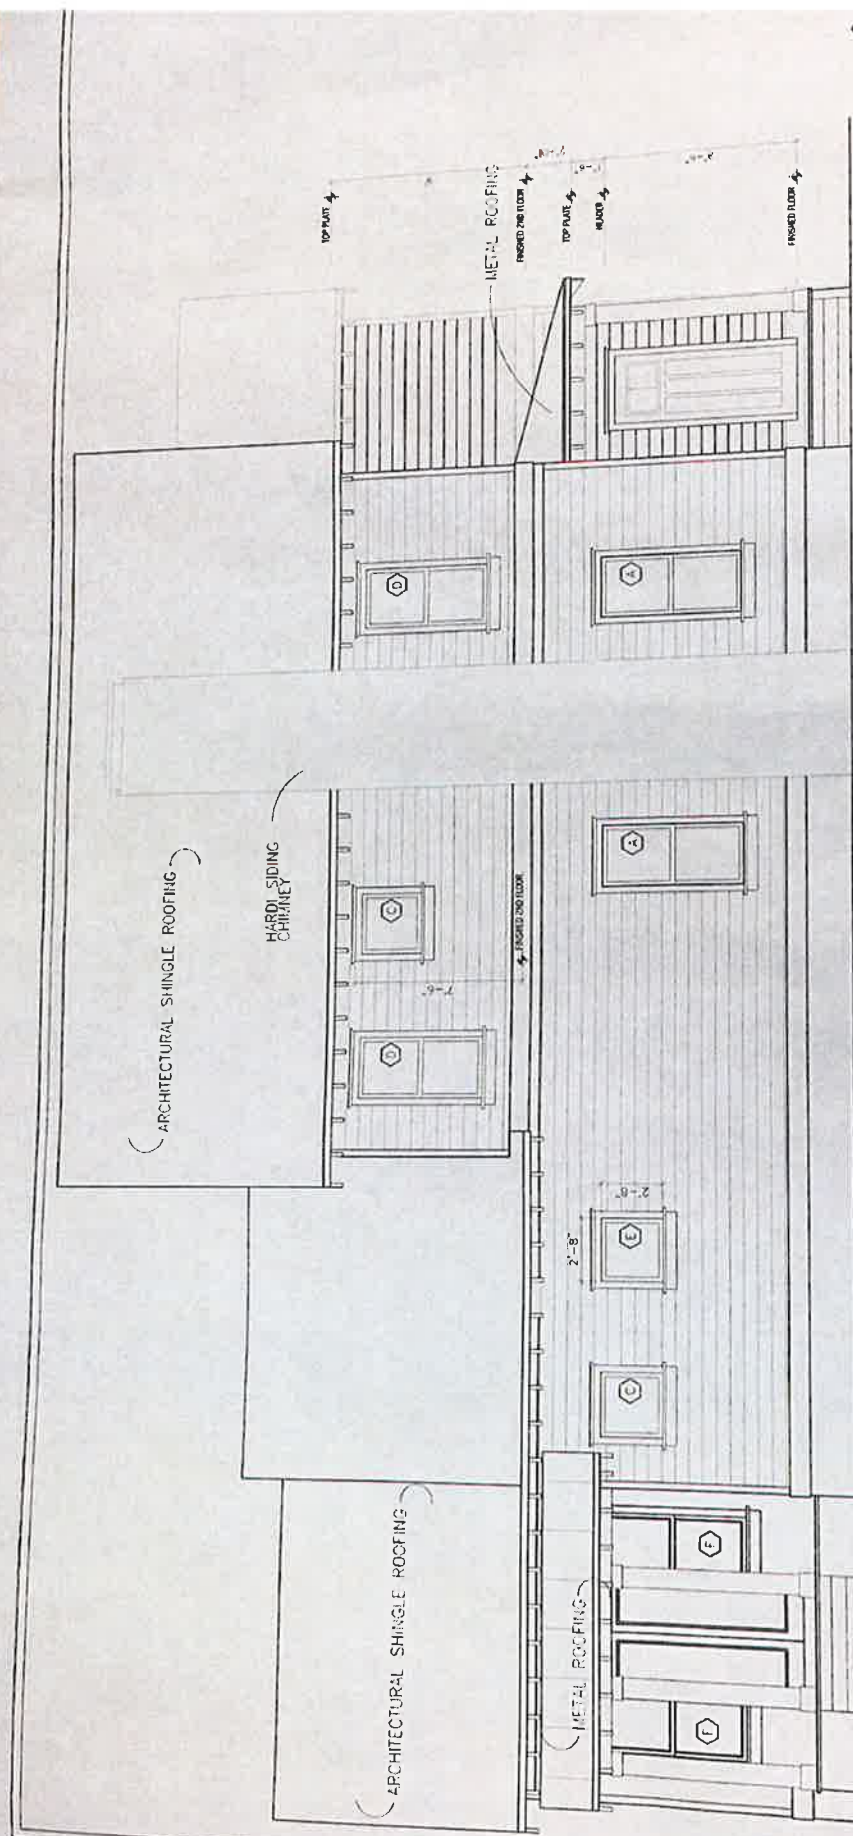 ARCHITECTURAL SHINGLE ROOFING
HARDI SIDING
CHIMNEY
ARCHITECTURAL SHINGLE ROOFING
METAL ROOFING
METAL ROOFING
TOP PLATE
FINISHED 2ND FLOOR
TOP PLATE
HEADER
FINISHED FLOOR
FINISHED 2ND FLOOR
7'-6"
2'-8"
2'-8"
D
C
D
A
A
E
C
F
F